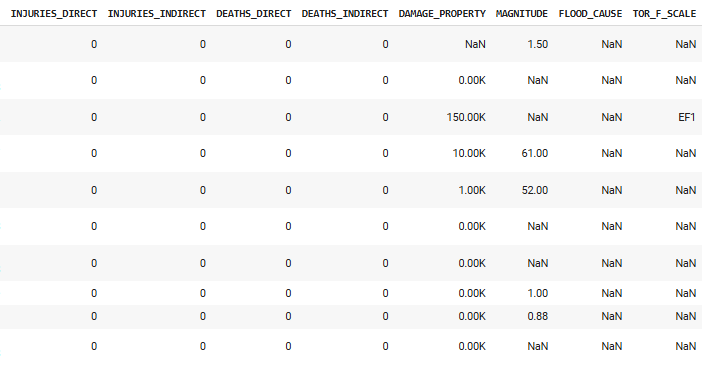 INJURIES_DIRECT INJURIES_INDIRECT DEATHS_DIRECT DEATHS_INDIRECT DAMAGE_PROPERTY MAGNITUDE FLOOD_CAUSE TOR_F_SCALE
0 0 0 0 NaN 1.50 NaN NaN
0 0 0 0 0.00K NaN NaN NaN
0 0 0 0 150.00K NaN NaN EF1
0 0 0 0 10.00K 61.00 NaN NaN
0 0 0 0 1.00K 52.00 NaN NaN
0 0 0 0 0.00K NaN NaN NaN
0 0 0 0 0.00K NaN NaN NaN
0 0 0 0 0.00K 1.00 NaN NaN
0 0 0 0 0.00K 0.88 NaN NaN
0 0 0 0 0.00K NaN NaN NaN